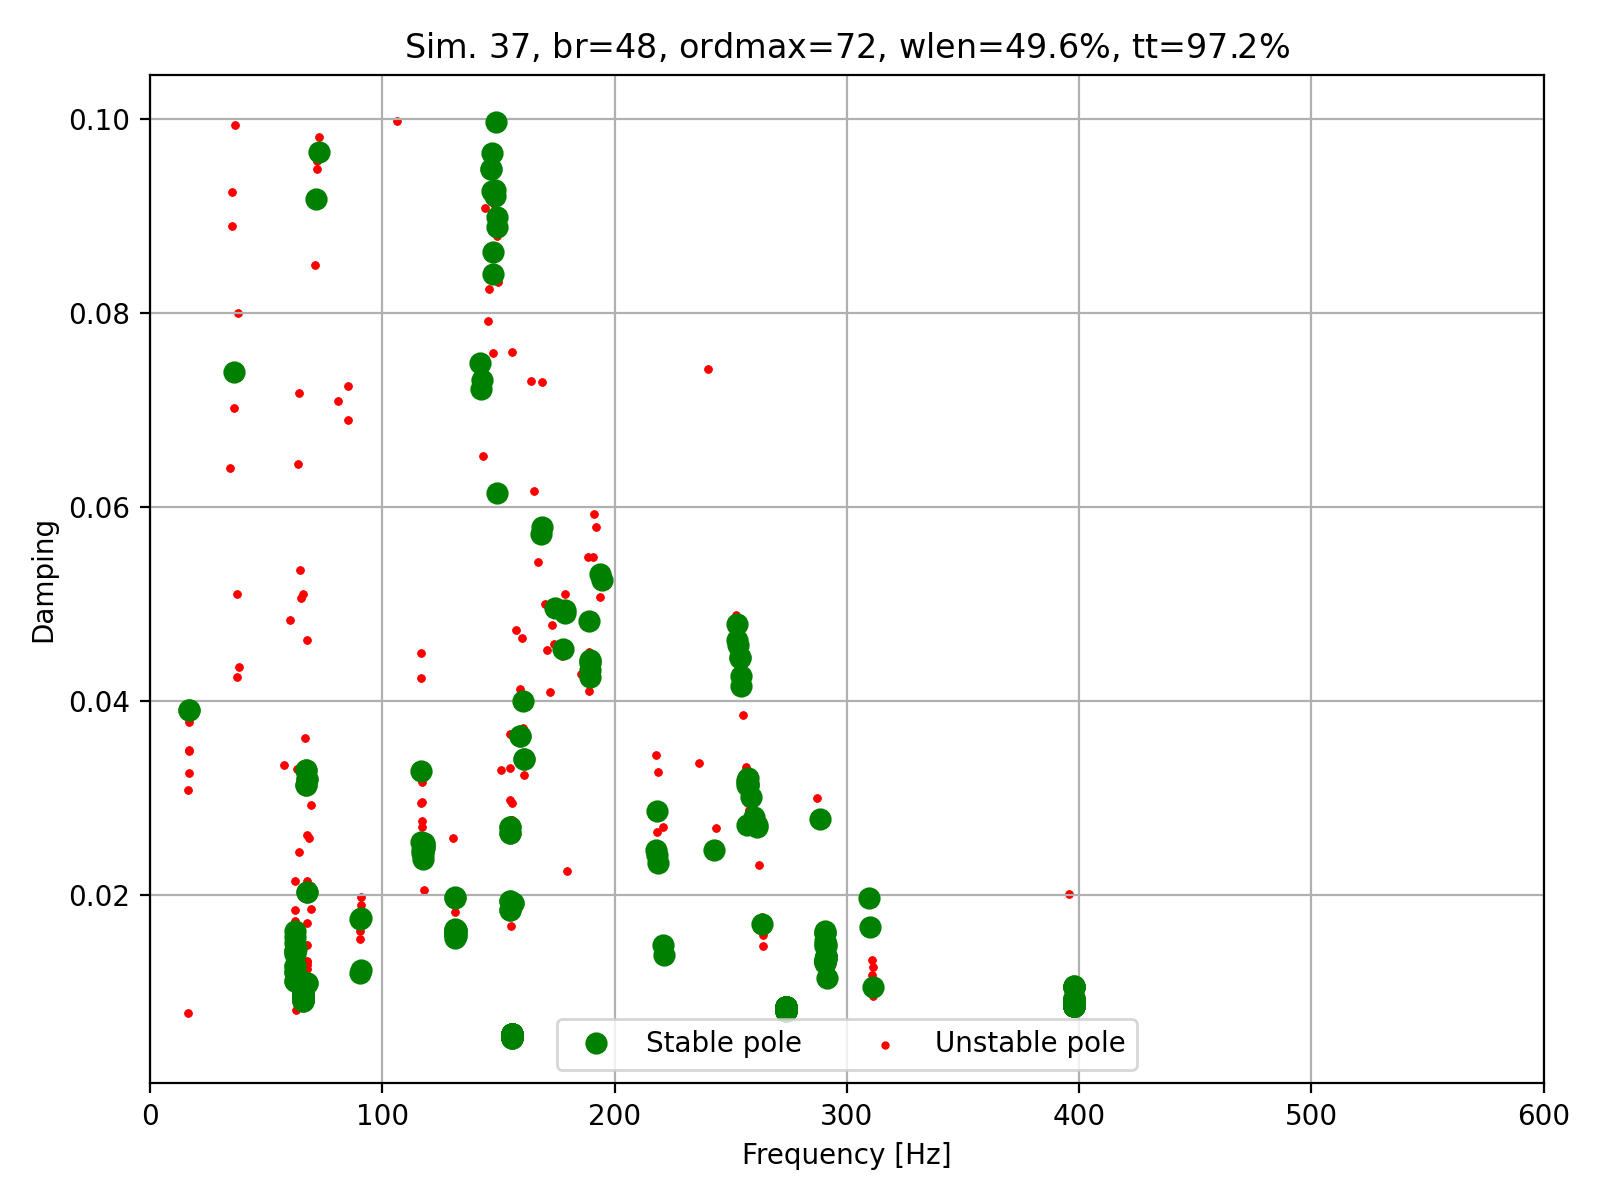 Sim. 37, br=48, ordmax=72, wlen=49.6%, tt=97.2%
0.10
0.08
0.06
0.04
0.02
Damping
Stable pole
Unstable pole
0 100 200 300 400 500 600
Frequency [Hz]